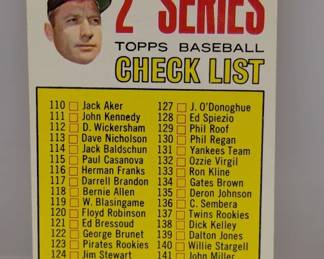 2 SERIES
TOPPS BASEBALL
CHECK LIST
110 Jack Aker
111 John Kennedy
112 D. Wickersham
113 Dave Nicholson
114 Jack Baldschun
115 Paul Casanova
116 Herman Franks
117 Darrell Brandon
118 Bernie Allen
119 W. Blasingame
120 Floyd Robinson
121 Ed Bressoud
122 George Brunet
123 Pirates Rookies
124 Jim Stewart
127 J. O'Donoghue
128 Ed Spiezio
129 Phil Roof
130 Phil Regan
131 Yankees Team
132 Ozzie Virgil
133 Ron Kline
134 Gates Brown
135 Deron Johnson
136 C. Sembera
137 Twins Rookies
138 Dick Kelley
139 Dalton Jones
140 Willie Stargell
141 John Miller